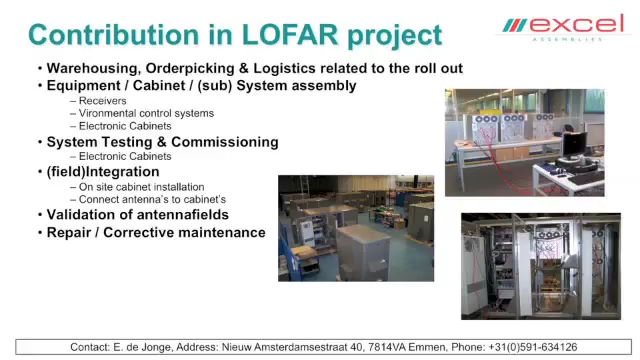 Contribution in LOFAR project
excel
ASSEMBLIES
• Warehousing, Orderpicking & Logistics related to the roll out
• Equipment / Cabinet / (sub) System assembly
– Receivers
– Vironmental control systems
– Electronic Cabinets
• System Testing & Commissioning
– Electronic Cabinets
• (field)Integration
– On site cabinet installation
– Connect antenna's to cabinet's
• Validation of antennafields
• Repair / Corrective maintenance
Contact: E. de Jonge, Address: Nieuw Amsterdamsestraat 40, 7814VA Emmen, Phone: +31(0)591-634126